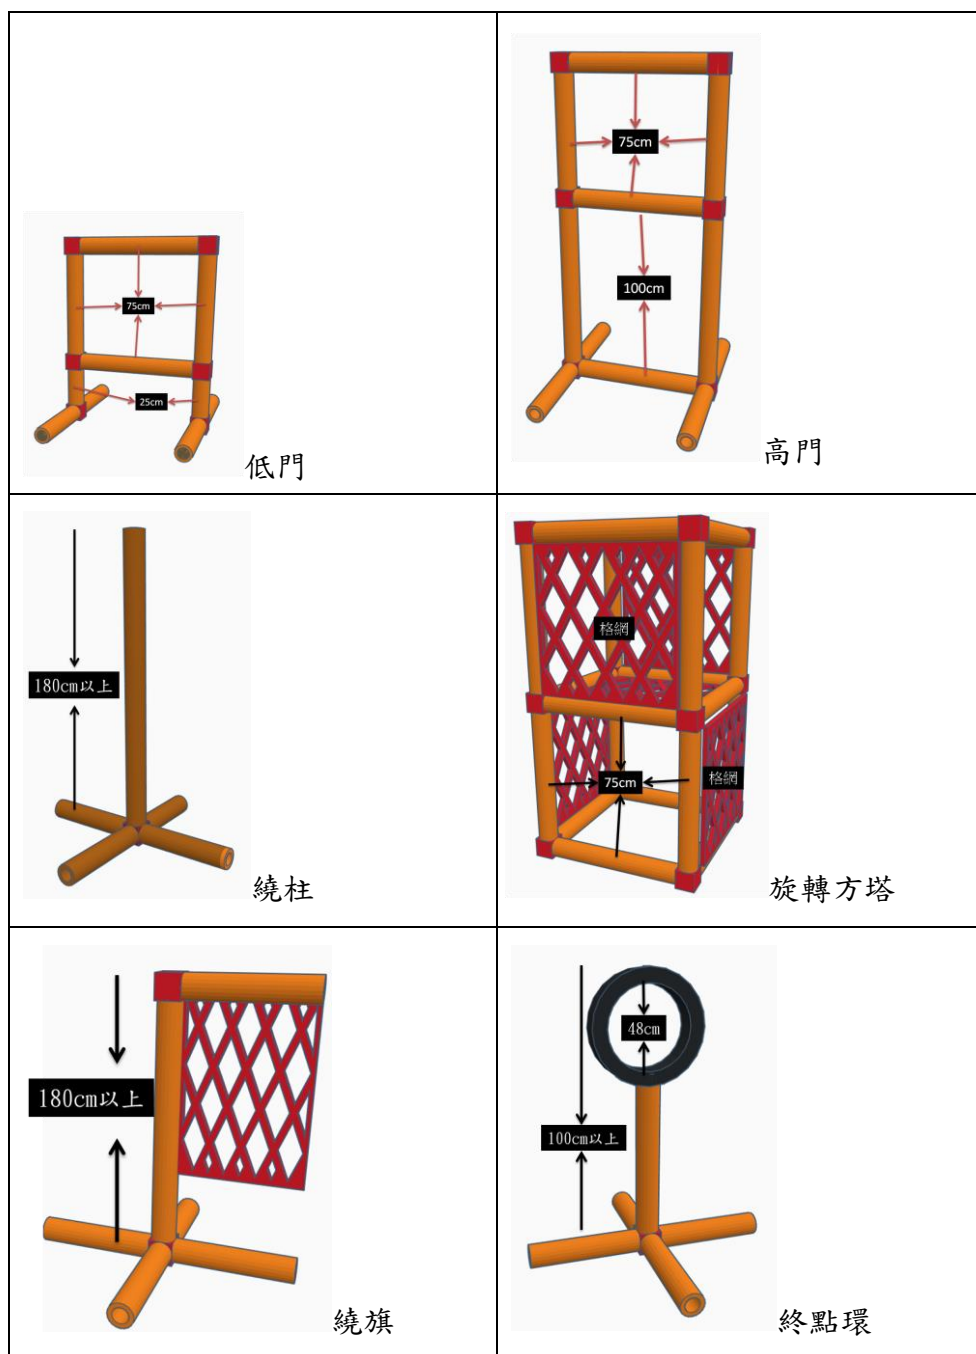 75cm
25cm
低門
75cm
100cm
高門
180cm以上
繞柱
格網
75cm
格網
旋轉方塔
180cm以上
繞旗
48cm
100cm以上
終點環